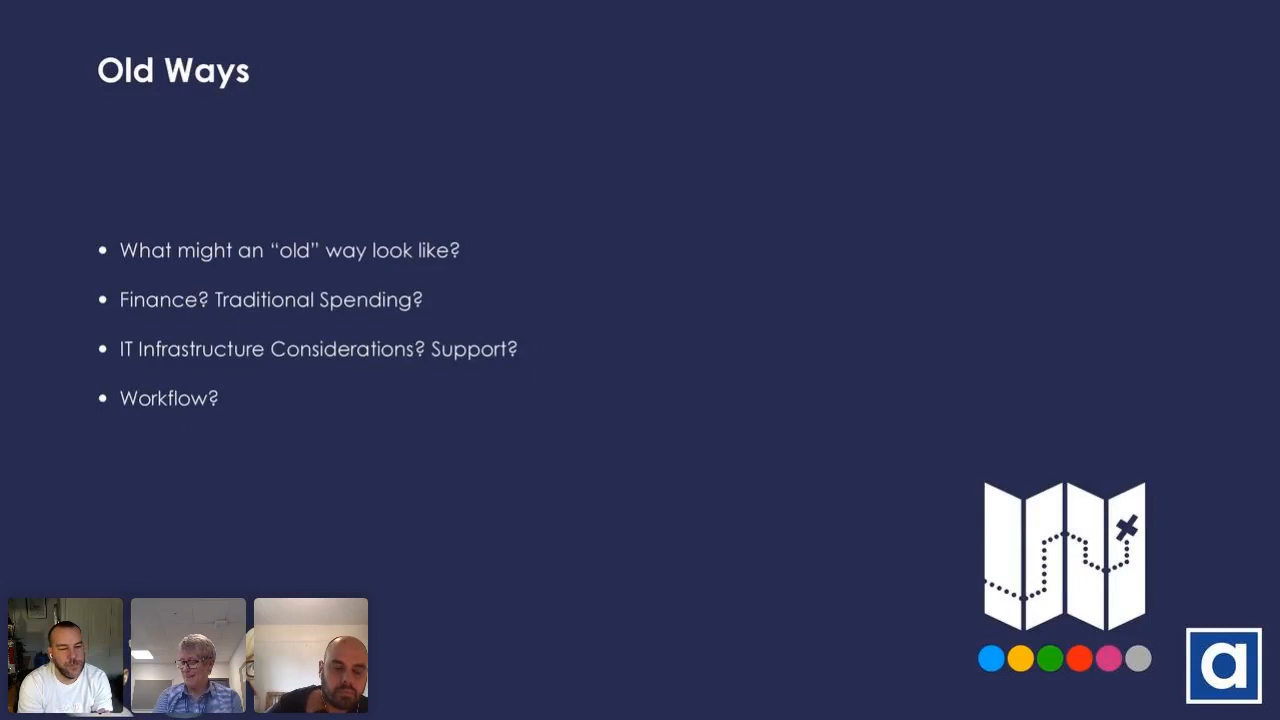 Old Ways
What might an “old” way look like?
Finance? Traditional Spending?
IT Infrastructure Considerations? Support?
Workflow?
a